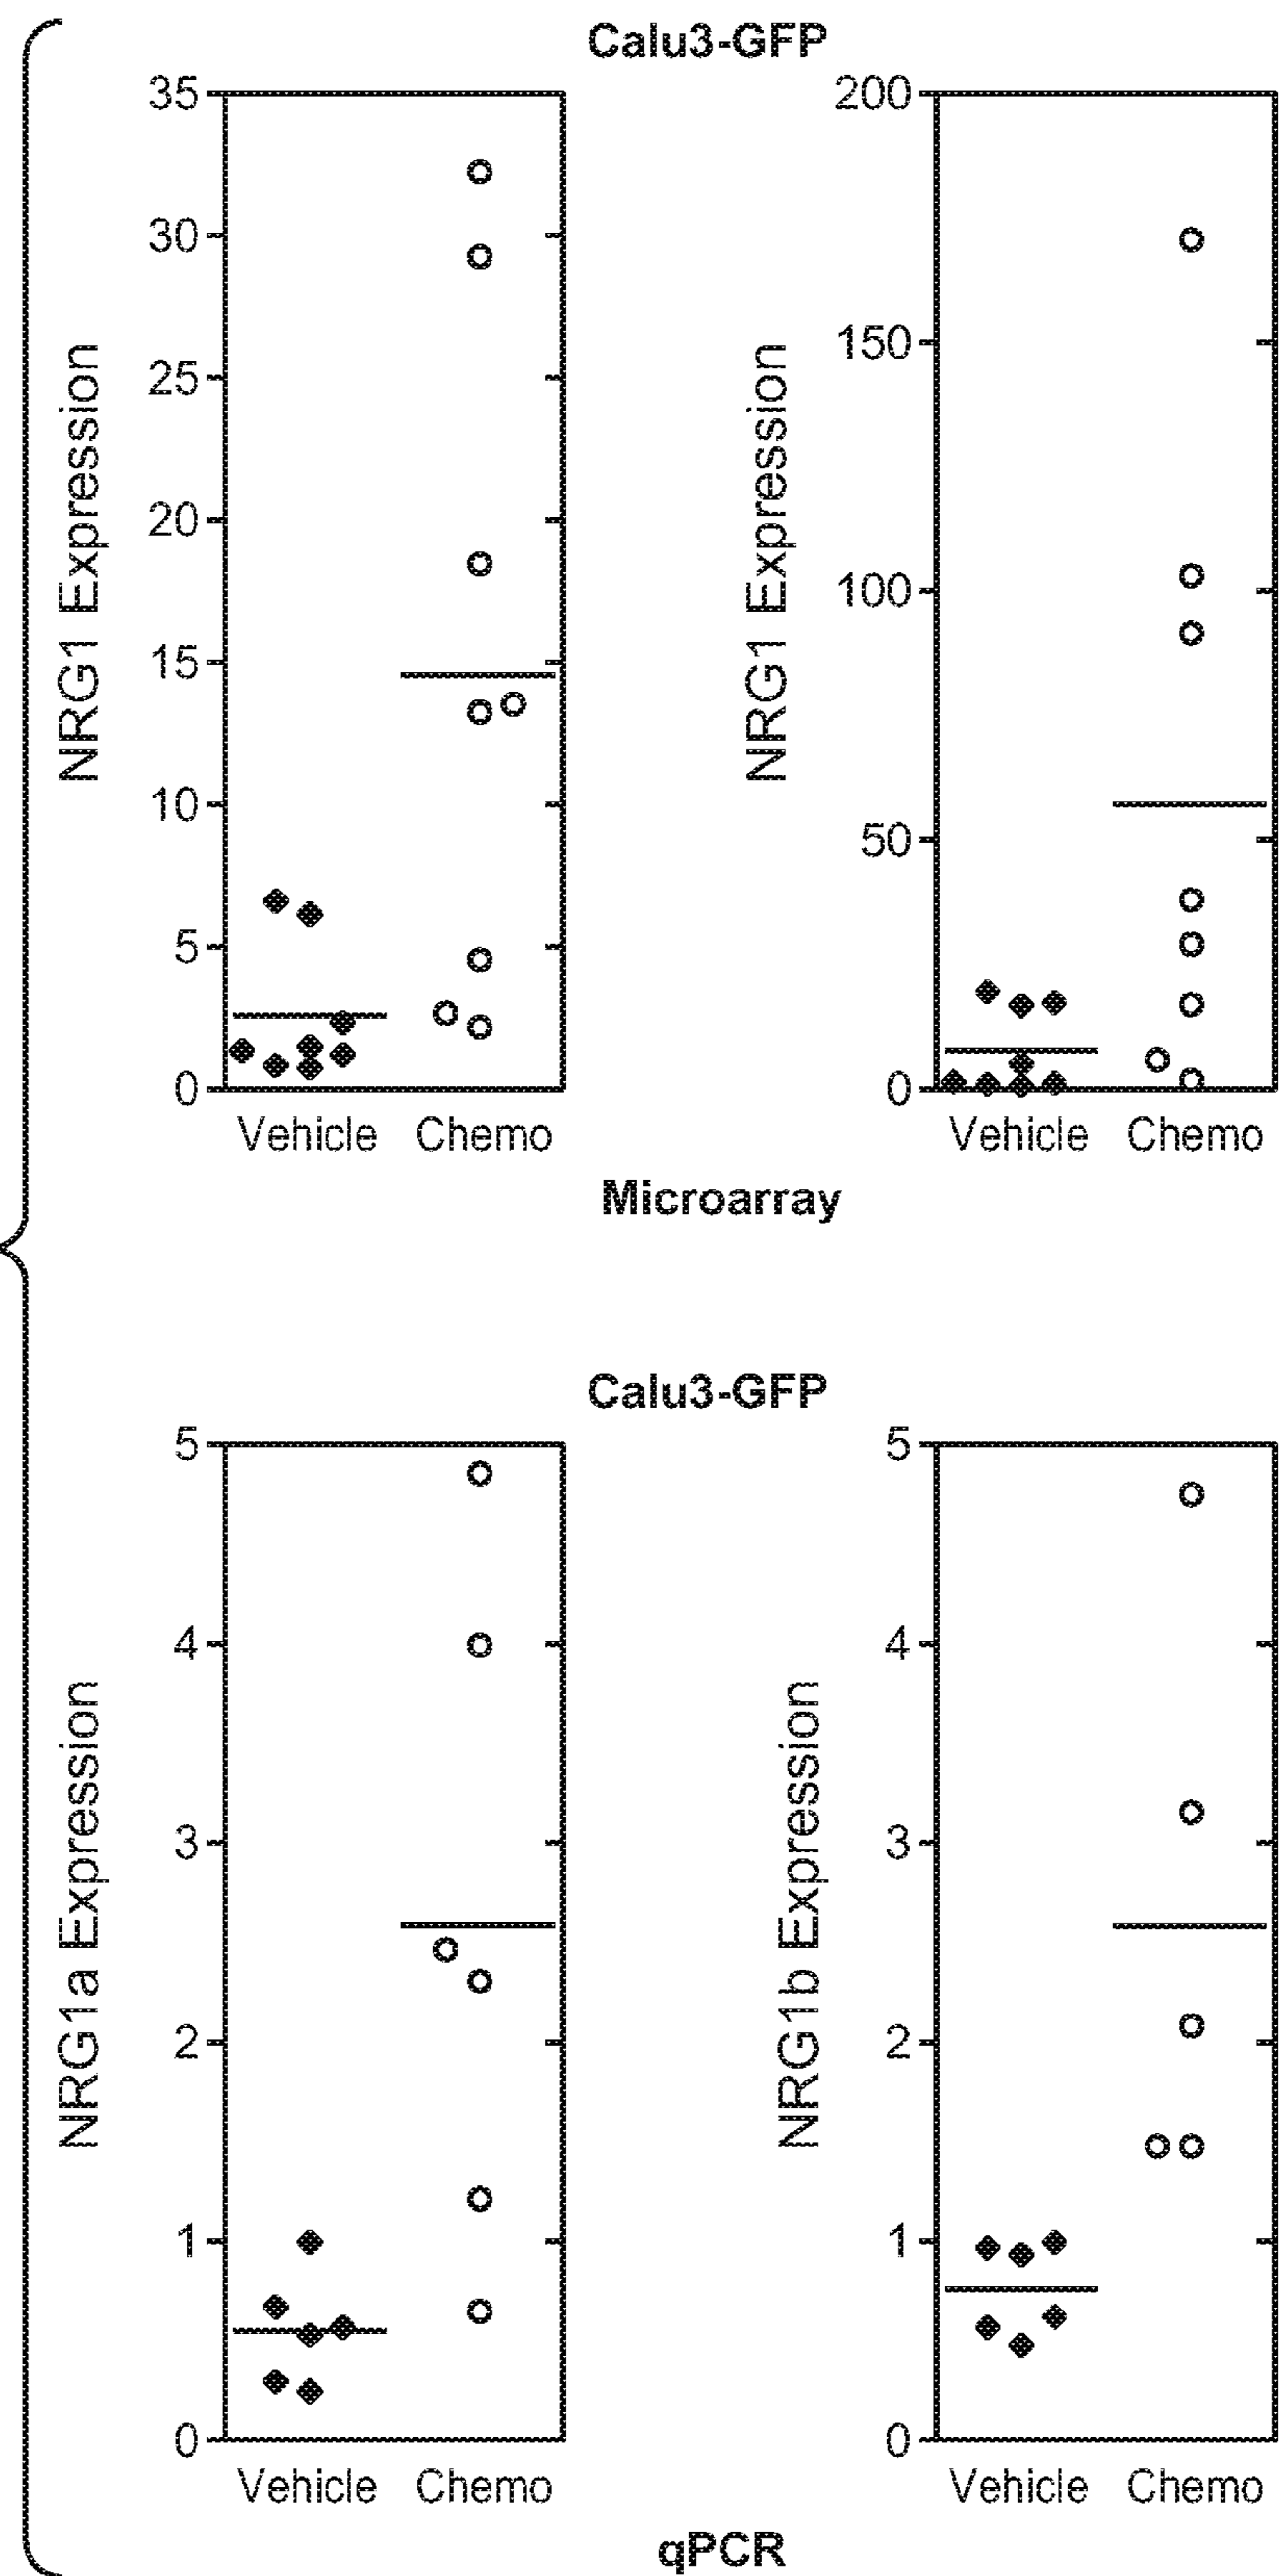 Calu3-GFP
NRG1 Expression
35
30
25
20
15
10
5
0
Vehicle Chemo
NRG1 Expression
200
150
100
50
0
Vehicle Chemo
Microarray
Calu3-GFP
NRG1a Expression
5
4
3
2
1
0
Vehicle Chemo
NRG1b Expression
5
4
3
2
1
0
Vehicle Chemo
qPCR